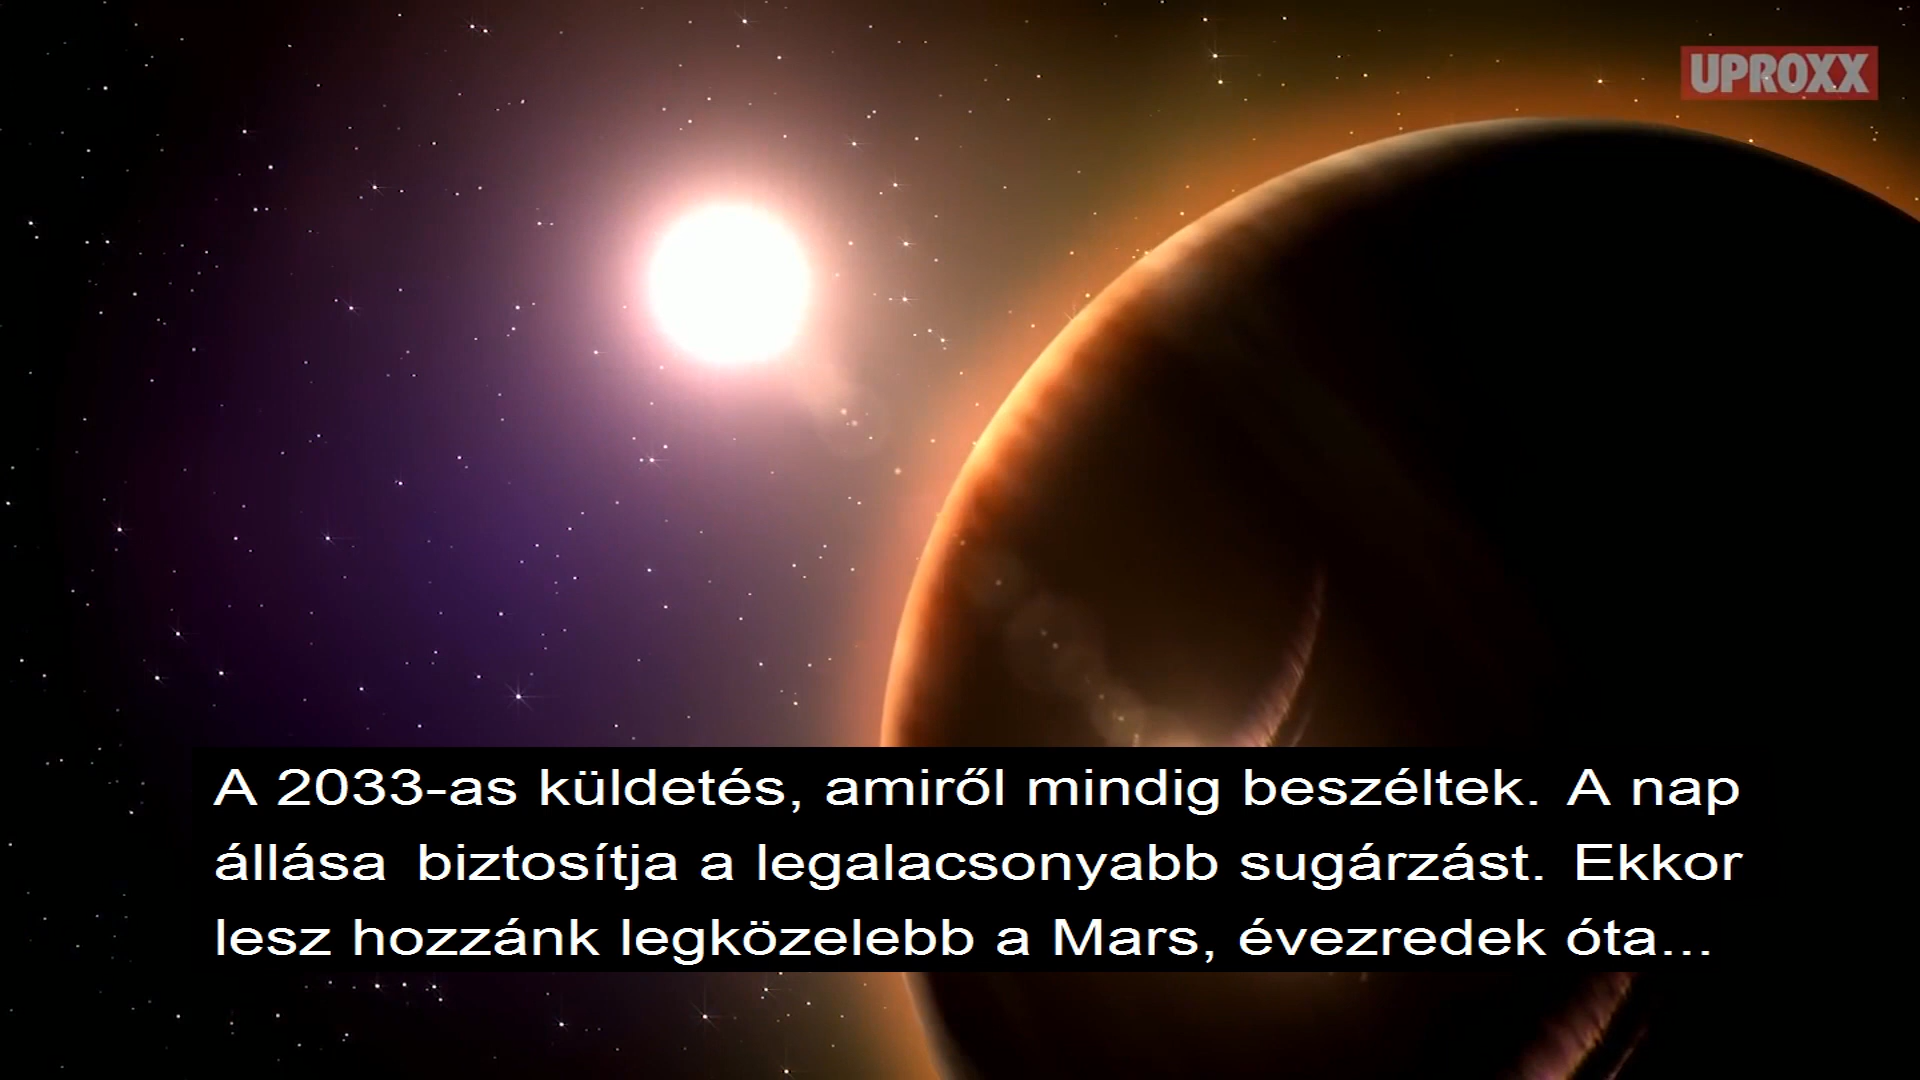 UPROXX
A 2033-as küldetés, amiről mindig beszéltek. A nap
állása biztosítja a legalacsonyabb sugárzást. Ekkor
lesz hozzánk legközelebb a Mars, évezredek óta...